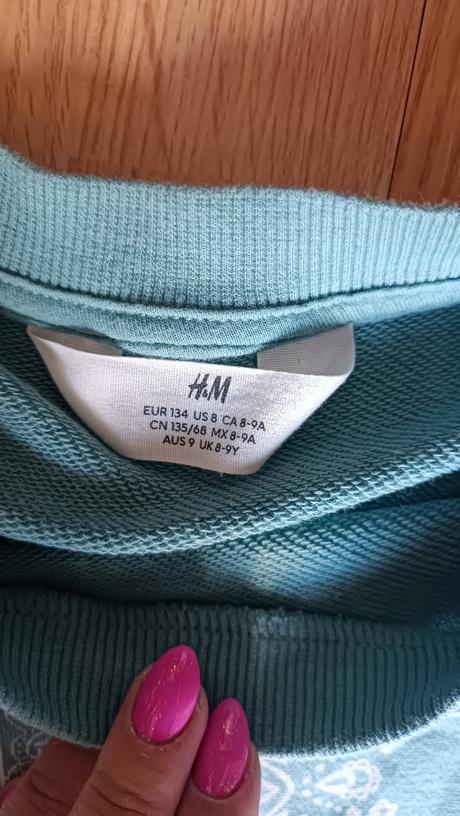 H&M
EUR 134 US 8 CA 8-9A
CN 135/68 MX 8-9A
AUS 9 UK 8-9Y